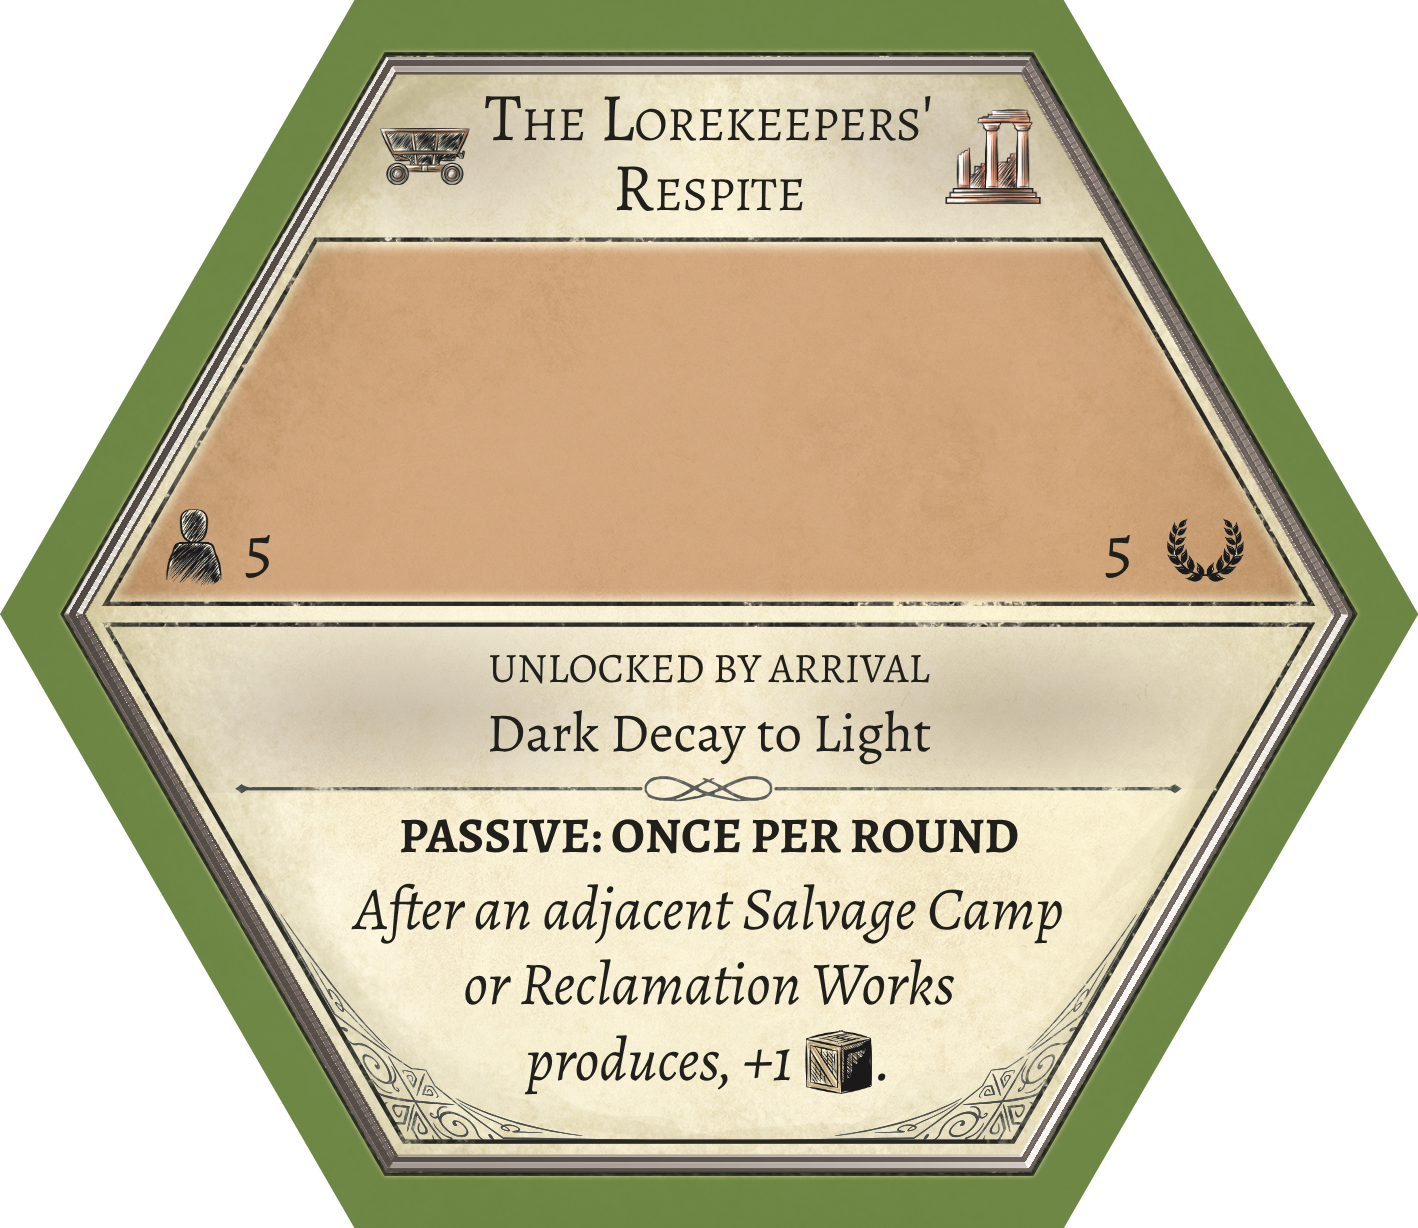 The Lorekeepers'
Respite
5
5
UNLOCKED BY ARRIVAL
Dark Decay to Light
PASSIVE: ONCE PER ROUND
After an adjacent Salvage Camp
or Reclamation Works
produces, +1 .